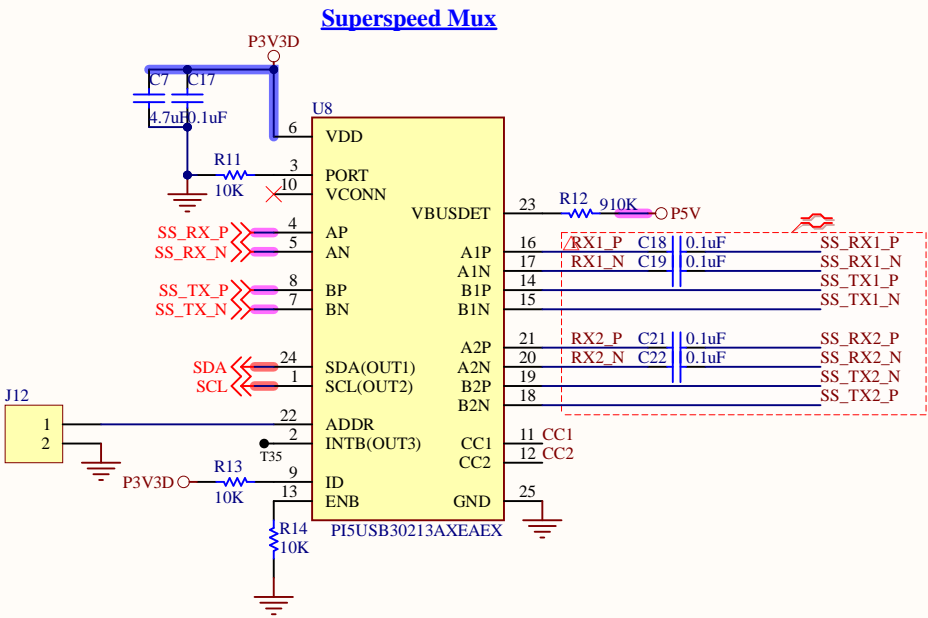 Superspeed Mux
P3V3D
C7 C17
4.7uF 0.1uF
U8
6 VDD
R11
10K
3 PORT
10 VCONN
SS_RX_P 4 AP
SS_RX_N 5 AN
SS_TX_P 8 BP
SS_TX_N 7 BN
SDA 24 SDA(OUT1)
SCL 1 SCL(OUT2)
J12
1
2
22 ADDR
2 INTB(OUT3)
T35
P3V3D R13
10K
9 ID
13 ENB
R14
10K
VBUSDET 23 R12 910K P5V
A1P 16 RX1_P C18 0.1uF SS_RX1_P
A1N 17 RX1_N C19 0.1uF SS_RX1_N
B1P 14 SS_TX1_P
B1N 15 SS_TX1_N
A2P 21 RX2_P C21 0.1uF SS_RX2_P
A2N 20 RX2_N C22 0.1uF SS_RX2_N
B2P 19 SS_TX2_N
B2N 18 SS_TX2_P
CC1 11 CC1
CC2 12 CC2
GND 25
PI5USB30213AXEAEX